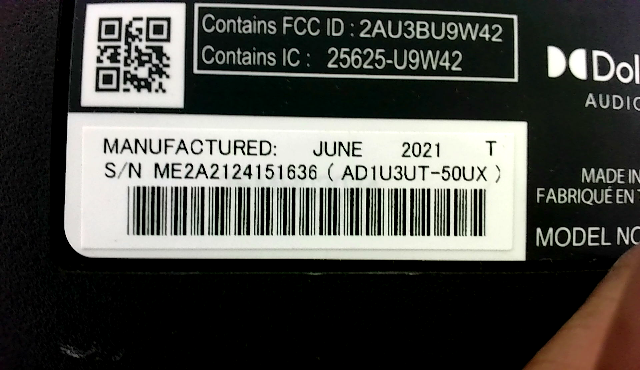 Contains FCC ID : 2AU3BU9W42
Contains IC : 25625-U9W42
AUDIO
MANUFACTURED: JUNE 2021 T
S/N ME2A2124151636 ( AD1U3UT-50UX )
MADE IN
FABRIQUÉ EN
MODEL